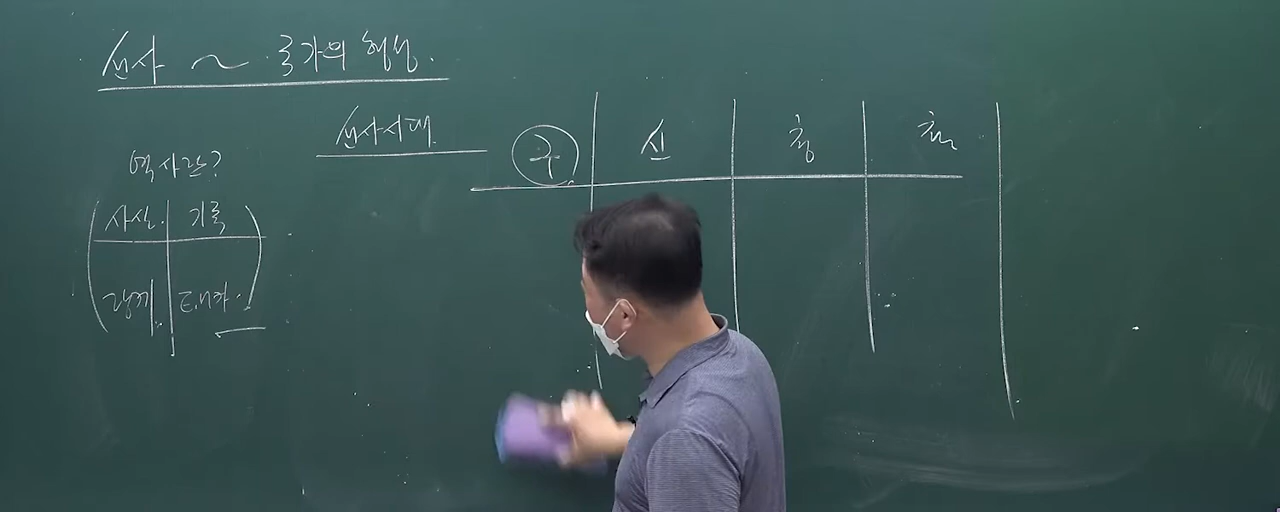 선사 ~ 국가의 형성.
선사시대
구 신 청 철
역사란?
사실 기록
랑케 E.H카